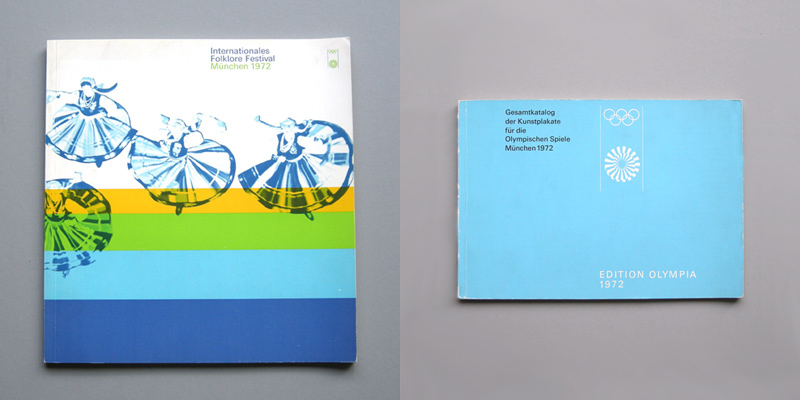 Internationales
Folklore Festival
München 1972
Gesamtkatalog
der Kunstplakate
für die
Olympischen Spiele
München 1972
EDITION OLYMPIA
1972